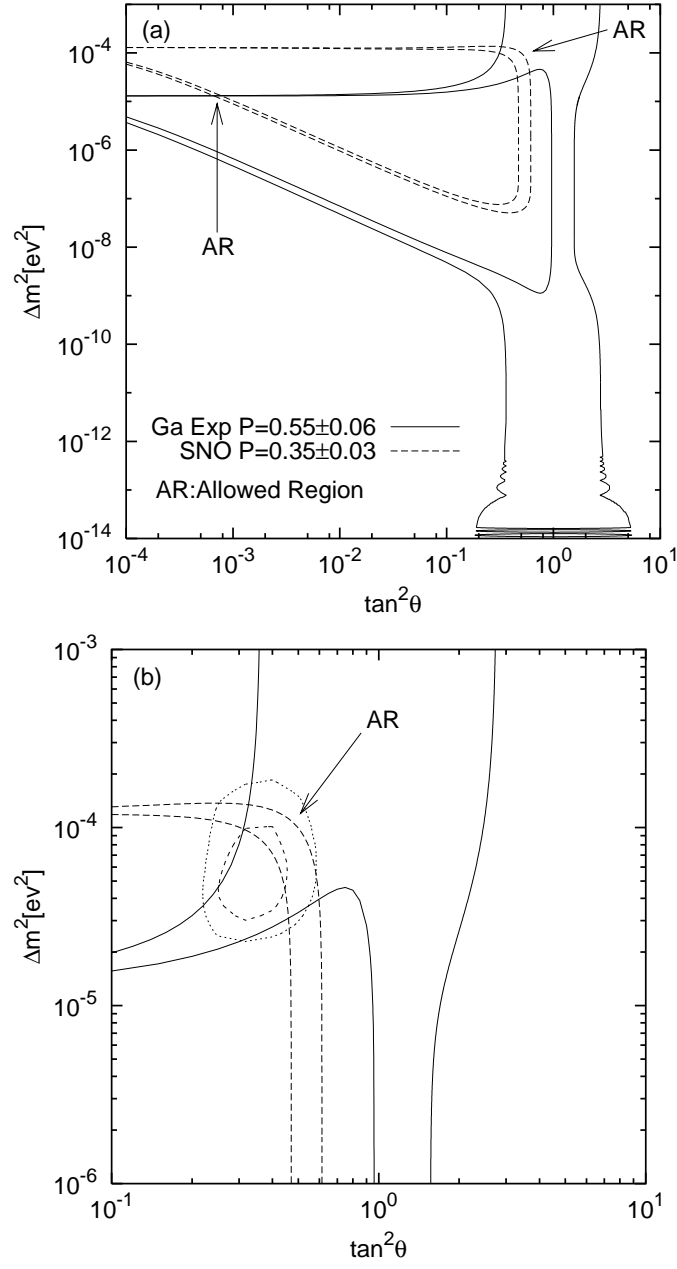 (a)
AR
10^-4
10^-6
AR
Δm²[ev²]
10^-8
10^-10
Ga Exp P=0.55±0.06
10^-12
SNO P=0.35±0.03
AR:Allowed Region
10^-14
10^-4 10^-3 10^-2 10^-1 10^0 10^1
tan²θ
10^-3
(b)
AR
10^-4
Δm²[ev²]
10^-5
10^-6
10^-1 10^0 10^1
tan²θ